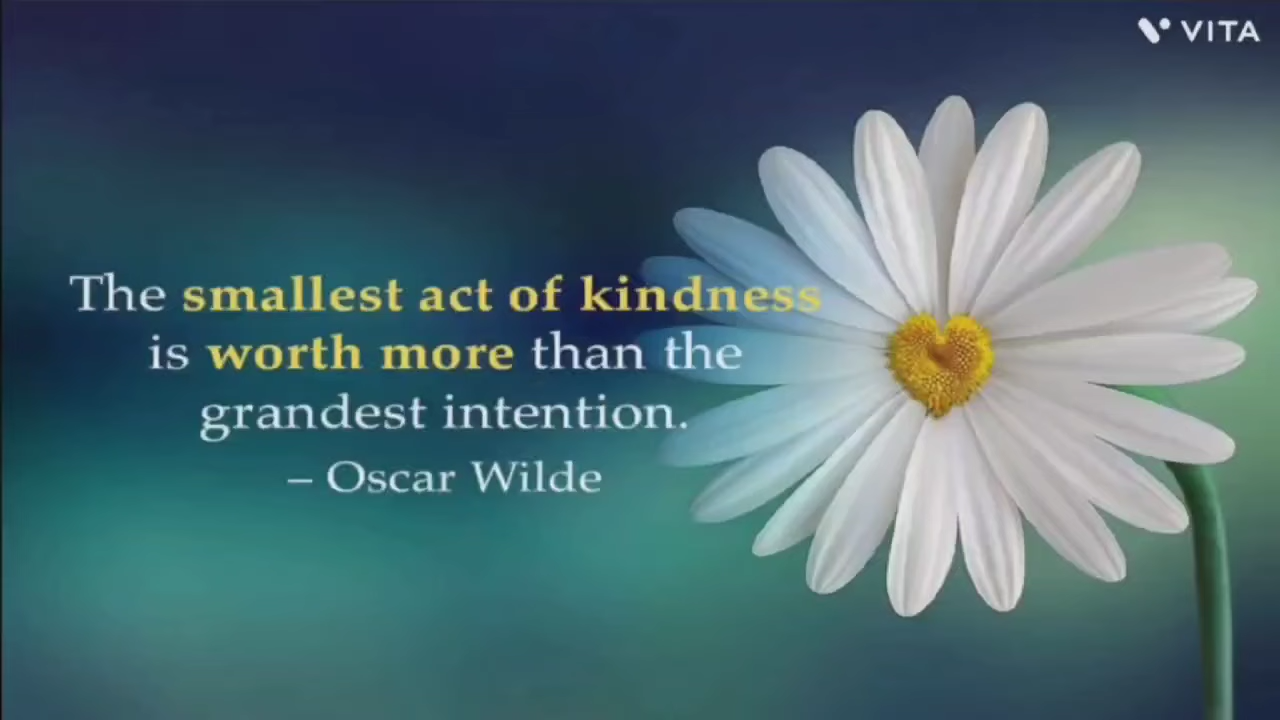 VITA
The smallest act of kindness
is worth more than the
grandest intention.
– Oscar Wilde